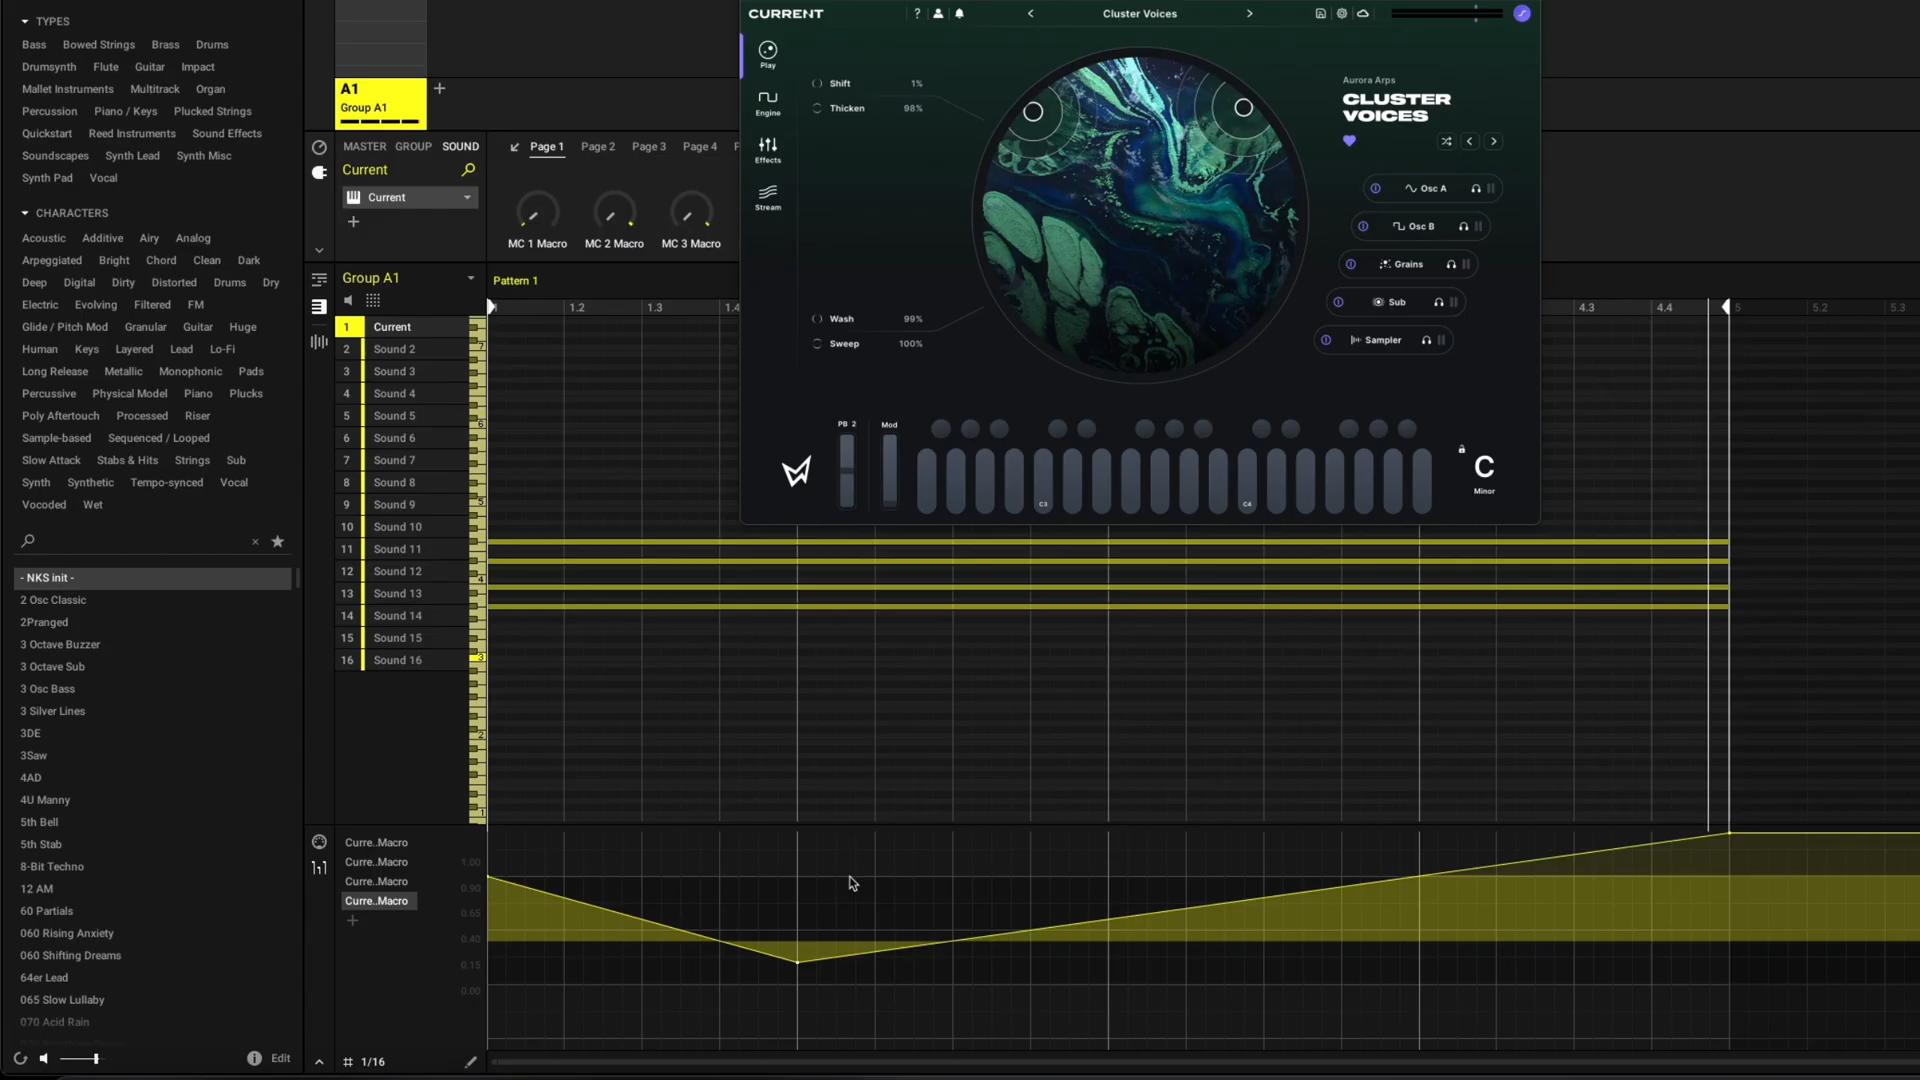 TYPES
Bass Bowed Strings Brass Drums
Drumsynth Flute Guitar Impact
Mallet Instruments Multitrack Organ
Percussion Piano / Keys Plucked Strings
Quickstart Reed Instruments Sound Effects
Soundscapes Synth Lead Synth Misc
Synth Pad Vocal
CHARACTERS
Acoustic Additive Airy Analog
Arpeggiated Bright Chord Clean Dark
Deep Digital Dirty Distorted Drums Dry
Electric Evolving Filtered FM
Glide / Pitch Mod Granular Guitar Huge
Human Keys Layered Lead Lo-Fi
Long Release Metallic Monophonic Pads
Percussive Physical Model Piano Plucks
Poly Aftertouch Processed Riser
Sample-based Sequenced / Looped
Slow Attack Stabs & Hits Strings Sub
Synth Synthetic Tempo-synced Vocal
Vocoded Wet
- NKS init -
2 Osc Classic
2Pranged
3 Octave Buzzer
3 Octave Sub
3 Osc Bass
3 Silver Lines
3DE
3Saw
4AD
4U Manny
5th Bell
5th Stab
8-Bit Techno
12 AM
60 Partials
060 Rising Anxiety
060 Shifting Dreams
64er Lead
065 Slow Lullaby
070 Acid Rain
Edit
A1
Group A1
MASTER GROUP SOUND
Current
Current
Page 1 Page 2 Page 3 Page 4
MC 1 Macro MC 2 Macro MC 3 Macro
Group A1
Pattern 1
1.2 1.3 1.4 4.3 4.4 5 5.2 5.3
1 Current
2 Sound 2
3 Sound 3
4 Sound 4
5 Sound 5
6 Sound 6
7 Sound 7
8 Sound 8
9 Sound 9
10 Sound 10
11 Sound 11
12 Sound 12
13 Sound 13
14 Sound 14
15 Sound 15
16 Sound 16
7
6
5
4
3
2
1
CURRENT
? Cluster Voices
Play
Engine
Effects
Stream
Shift 1%
Thicken 98%
Wash 99%
Sweep 100%
Aurora Arps
CLUSTER
VOICES
Osc A
Osc B
Grains
Sub
Sampler
PB 2 Mod
C3 C4
C
Minor
Curre..Macro
Curre..Macro
Curre..Macro
Curre..Macro
1.00
0.90
0.65
0.40
0.15
0.00
1/16